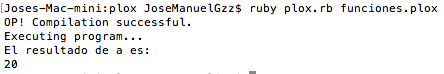 [Joses-Mac-mini:plox JoseManuelGzz$ ruby plox.rb funciones.plox
OP! Compilation successful.
Executing program...
El resultado de a es:
20